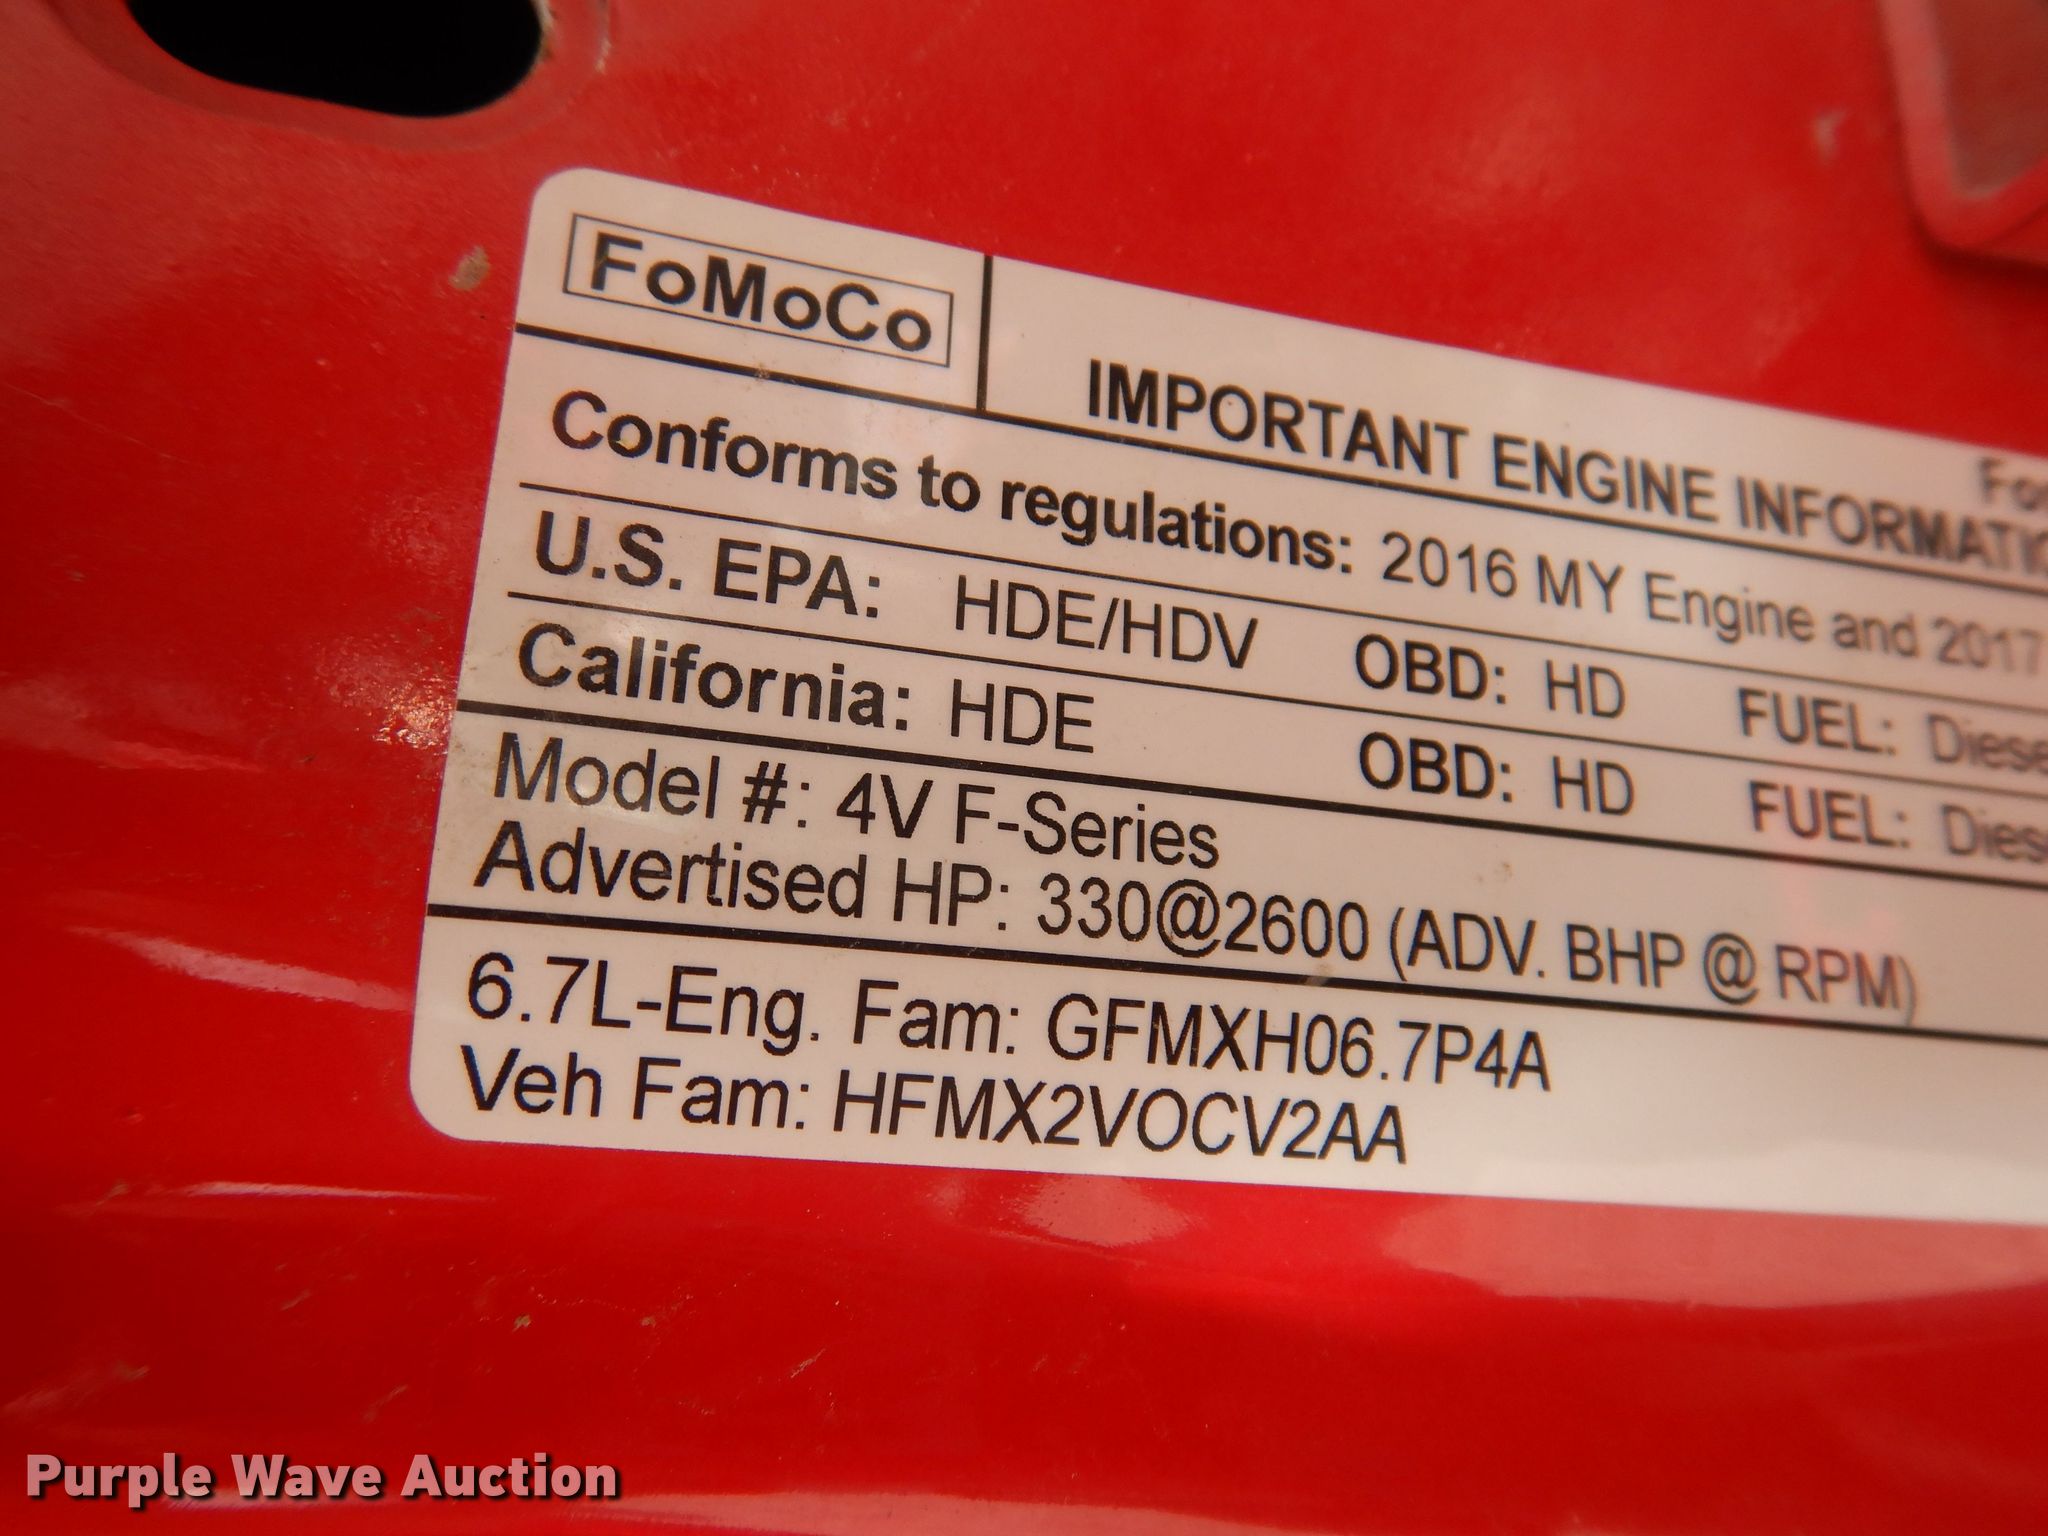 FoMoCo
IMPORTANT ENGINE
Conforms to regulations: 2016 MY Engine and 2017
U.S. EPA: HDE/HDV OBD: HD FUEL:
California: HDE OBD: HD FUEL:
Model #: 4V F-Series
Advertised HP: 330@2600 (ADV. BHP @ RPM)
6.7L-Eng. Fam: GFMXH06.7P4A
Veh Fam: HFMX2VOCV2AA
Purple Wave Auction